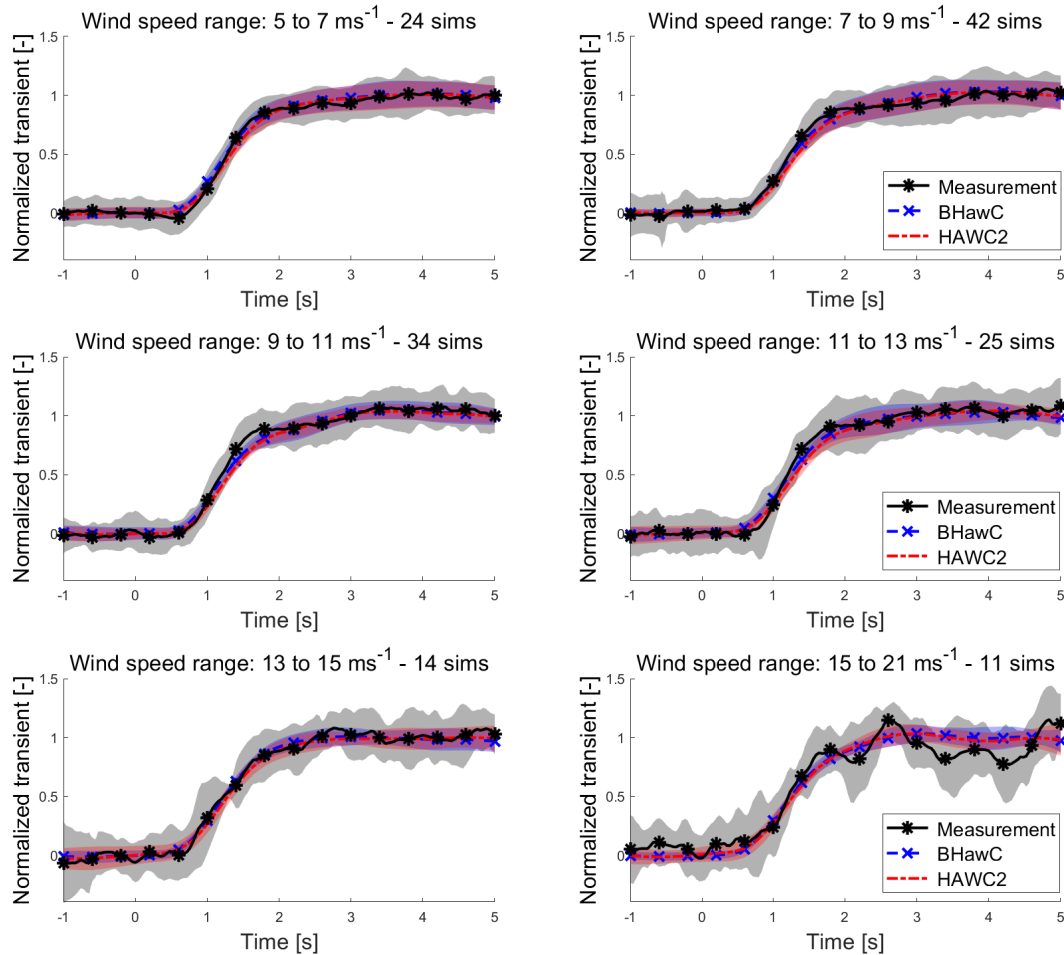 Wind speed range: 5 to 7 ms⁻¹ - 24 sims
Normalized transient [-]
1.5
1
0.5
0
-1 0 1 2 3 4 5
Time [s]
Wind speed range: 7 to 9 ms⁻¹ - 42 sims
Normalized transient [-]
1.5
1
0.5
0
Measurement
BHawC
HAWC2
-1 0 1 2 3 4 5
Time [s]
Wind speed range: 9 to 11 ms⁻¹ - 34 sims
Normalized transient [-]
1.5
1
0.5
0
-1 0 1 2 3 4 5
Time [s]
Wind speed range: 11 to 13 ms⁻¹ - 25 sims
Normalized transient [-]
1.5
1
0.5
0
Measurement
BHawC
HAWC2
-1 0 1 2 3 4 5
Time [s]
Wind speed range: 13 to 15 ms⁻¹ - 14 sims
Normalized transient [-]
1.5
1
0.5
0
-1 0 1 2 3 4 5
Time [s]
Wind speed range: 15 to 21 ms⁻¹ - 11 sims
Normalized transient [-]
1.5
1
0.5
0
Measurement
BHawC
HAWC2
-1 0 1 2 3 4 5
Time [s]